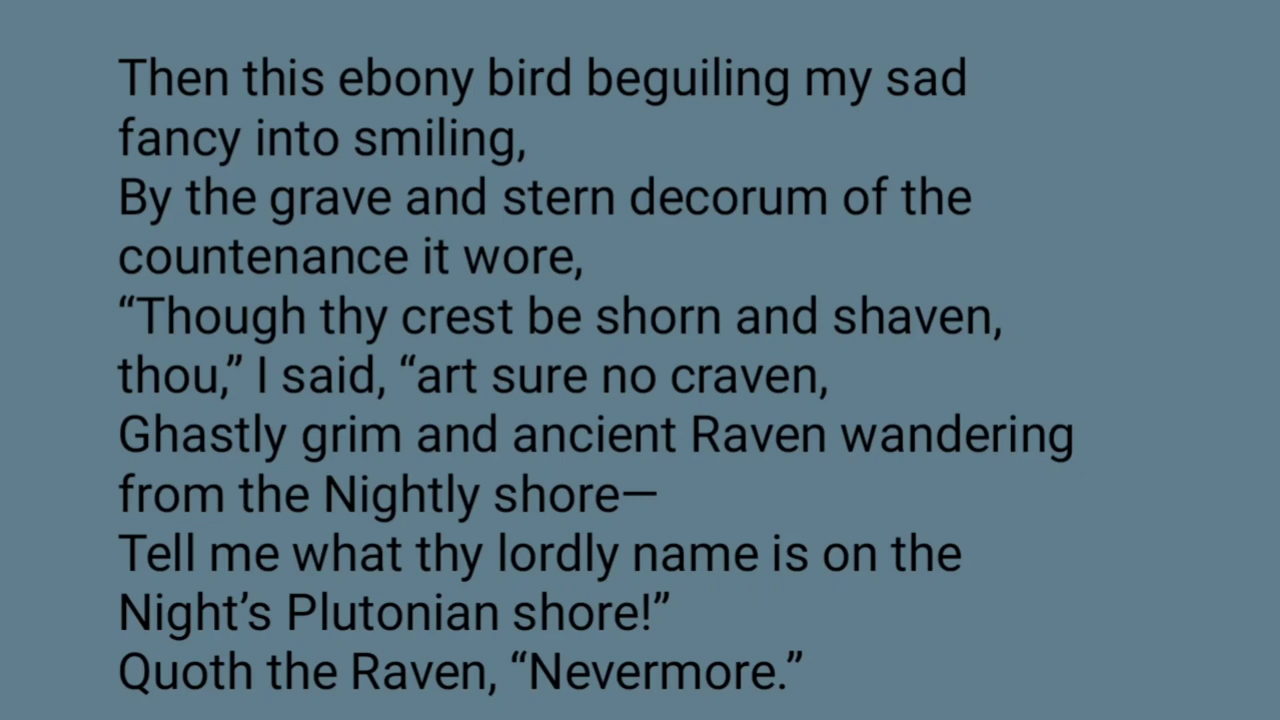 Then this ebony bird beguiling my sad
fancy into smiling,
By the grave and stern decorum of the
countenance it wore,
“Though thy crest be shorn and shaven,
thou,” I said, “art sure no craven,
Ghastly grim and ancient Raven wandering
from the Nightly shore—
Tell me what thy lordly name is on the
Night’s Plutonian shore!”
Quoth the Raven, “Nevermore.”